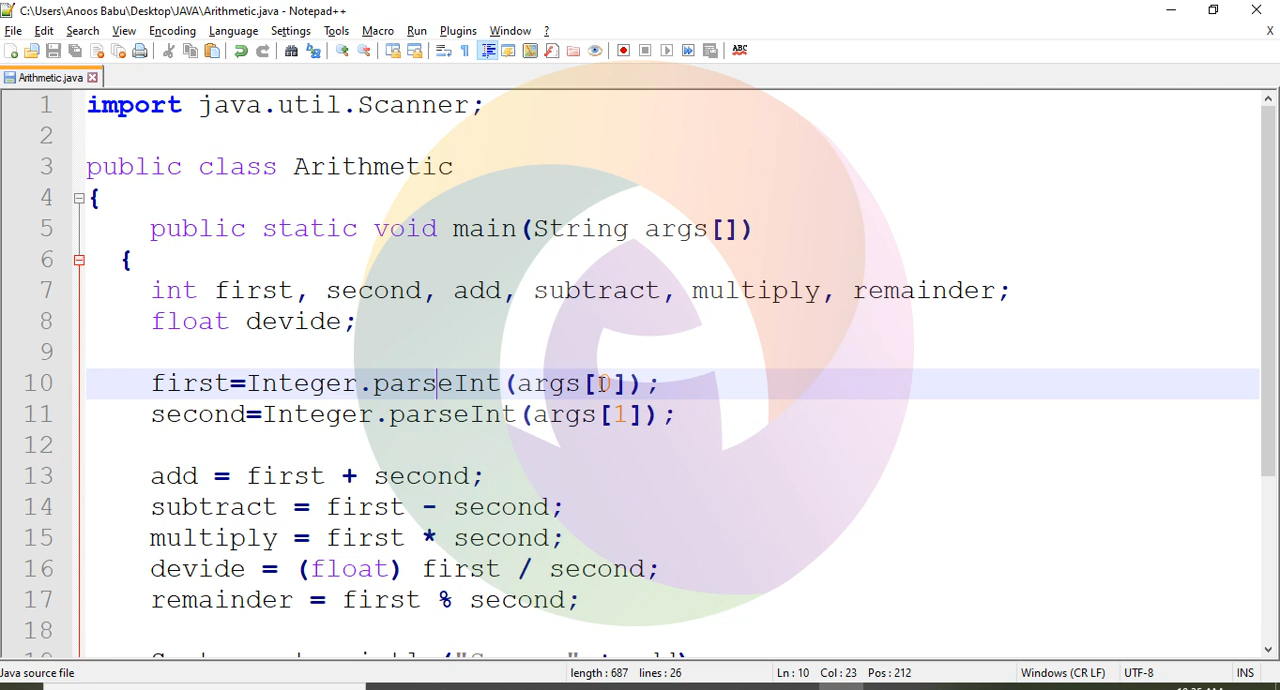 C:\Users\Anoos Babu\Desktop\JAVA\Arithmetic.java - Notepad++
File Edit Search View Encoding Language Settings Tools Macro Run Plugins Window ? X
ABC
Arithmetic.java
1 import java.util.Scanner;
2
3 public class Arithmetic
4 {
5 public static void main(String args[])
6 {
7 int first, second, add, subtract, multiply, remainder;
8 float devide;
9
10 first=Integer.parseInt(args[0]);
11 second=Integer.parseInt(args[1]);
12
13 add = first + second;
14 subtract = first - second;
15 multiply = first * second;
16 devide = (float) first / second;
17 remainder = first % second;
18
Java source file length : 687 lines : 26 Ln : 10 Col : 23 Pos : 212 Windows (CR LF) UTF-8 INS